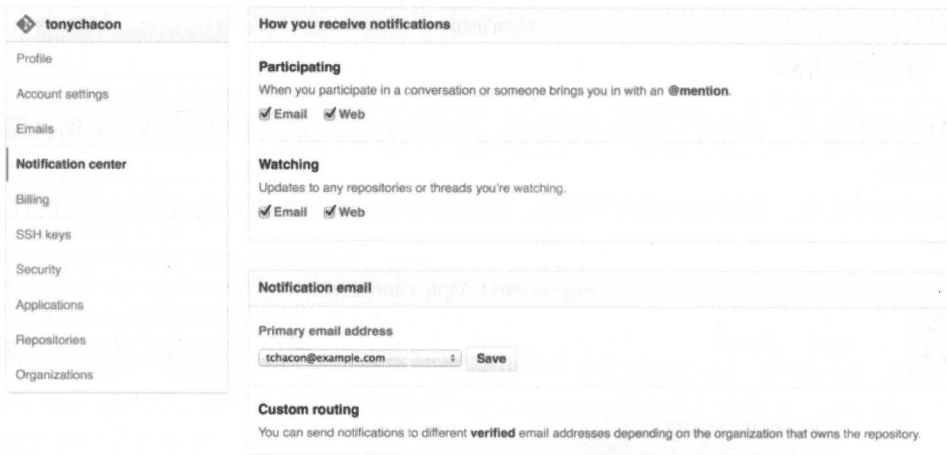 tonychacon
Profile
Account settings
Emails
Notification center
Billing
SSH keys
Security
Applications
Repositories
Organizations
How you receive notifications
Participating
When you participate in a conversation or someone brings you in with an @mention.
Email Web
Watching
Updates to any repositories or threads you're watching.
Email Web
Notification email
Primary email address
tchacon@example.com Save
Custom routing
You can send notifications to different verified email addresses depending on the organization that owns the repository.